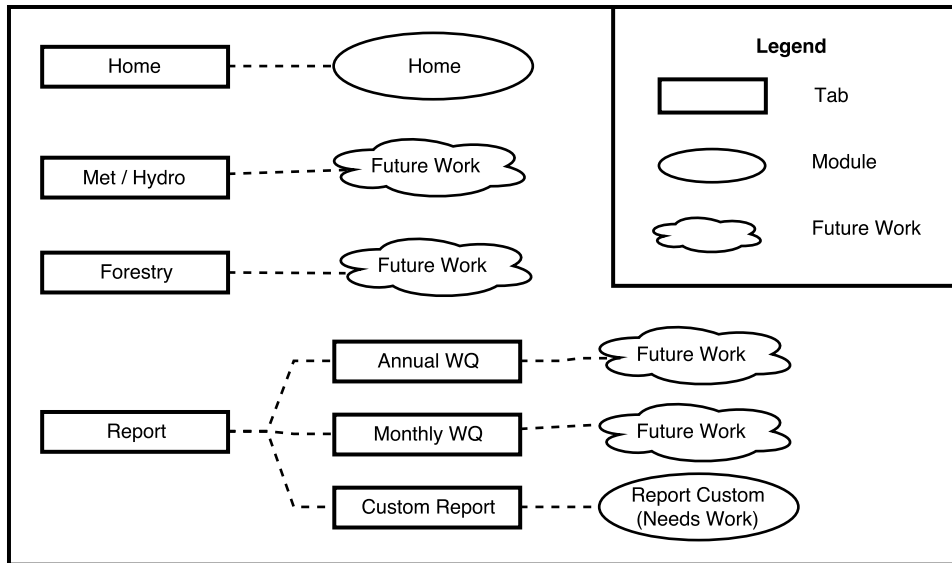 Home
Home
Met / Hydro
Future Work
Forestry
Future Work
Report
Annual WQ
Future Work
Monthly WQ
Future Work
Custom Report
Report Custom
(Needs Work)
Legend
Tab
Module
Future Work